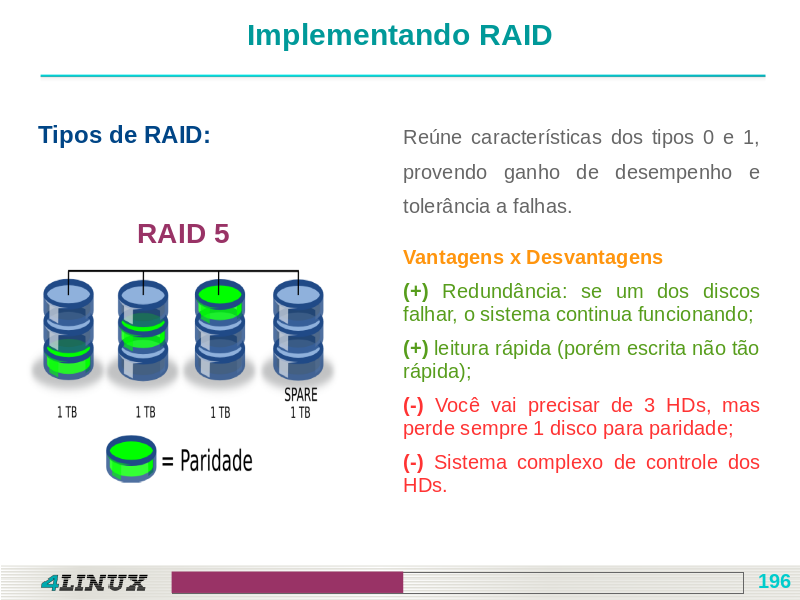 Implementando RAID
Tipos de RAID:
RAID 5
SPARE
1 TB
1 TB
1 TB
1 TB
= Paridade
Reúne características dos tipos 0 e 1,
provendo ganho de desempenho e
tolerância a falhas.
Vantagens x Desvantagens
(+) Redundância: se um dos discos
falhar, o sistema continua funcionando;
(+) leitura rápida (porém escrita não tão
rápida);
(-) Você vai precisar de 3 HDs, mas
perde sempre 1 disco para paridade;
(-) Sistema complexo de controle dos
HDs.
4LINUX
196